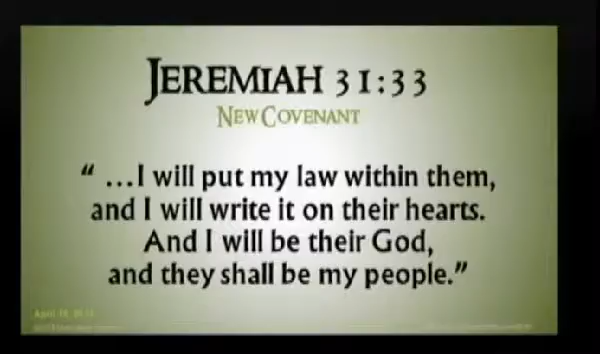 JEREMIAH 31:33
NEW COVENANT
“ ...I will put my law within them,
and I will write it on their hearts.
And I will be their God,
and they shall be my people.”